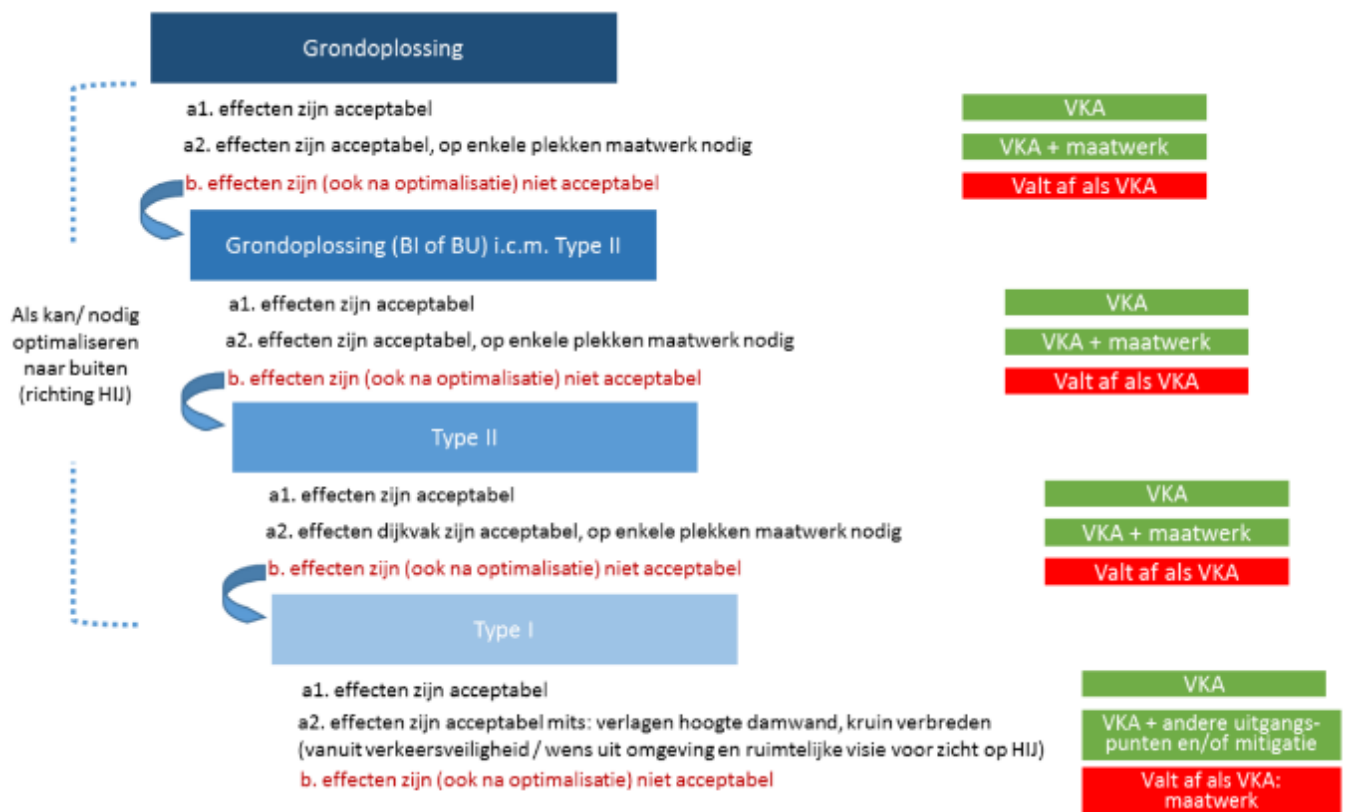 Grondoplossing
a1. effecten zijn acceptabel
VKA
a2. effecten zijn acceptabel, op enkele plekken maatwerk nodig
VKA + maatwerk
b. effecten zijn (ook na optimalisatie) niet acceptabel
Valt af als VKA
Grondoplossing (BI of BU) i.c.m. Type II
a1. effecten zijn acceptabel
VKA
a2. effecten zijn acceptabel, op enkele plekken maatwerk nodig
VKA + maatwerk
b. effecten zijn (ook na optimalisatie) niet acceptabel
Valt af als VKA
Als kan/ nodig
optimaliseren
naar buiten
(richting HIJ)
Type II
a1. effecten zijn acceptabel
VKA
a2. effecten dijkvak zijn acceptabel, op enkele plekken maatwerk nodig
VKA + maatwerk
b. effecten zijn (ook na optimalisatie) niet acceptabel
Valt af als VKA
Type I
a1. effecten zijn acceptabel
VKA
a2. effecten zijn acceptabel mits: verlagen hoogte damwand, kruin verbreden
(vanuit verkeersveiligheid / wens uit omgeving en ruimtelijke visie voor zicht op HIJ)
VKA + andere uitgangs-
punten en/of mitigatie
b. effecten zijn (ook na optimalisatie) niet acceptabel
Valt af als VKA:
maatwerk